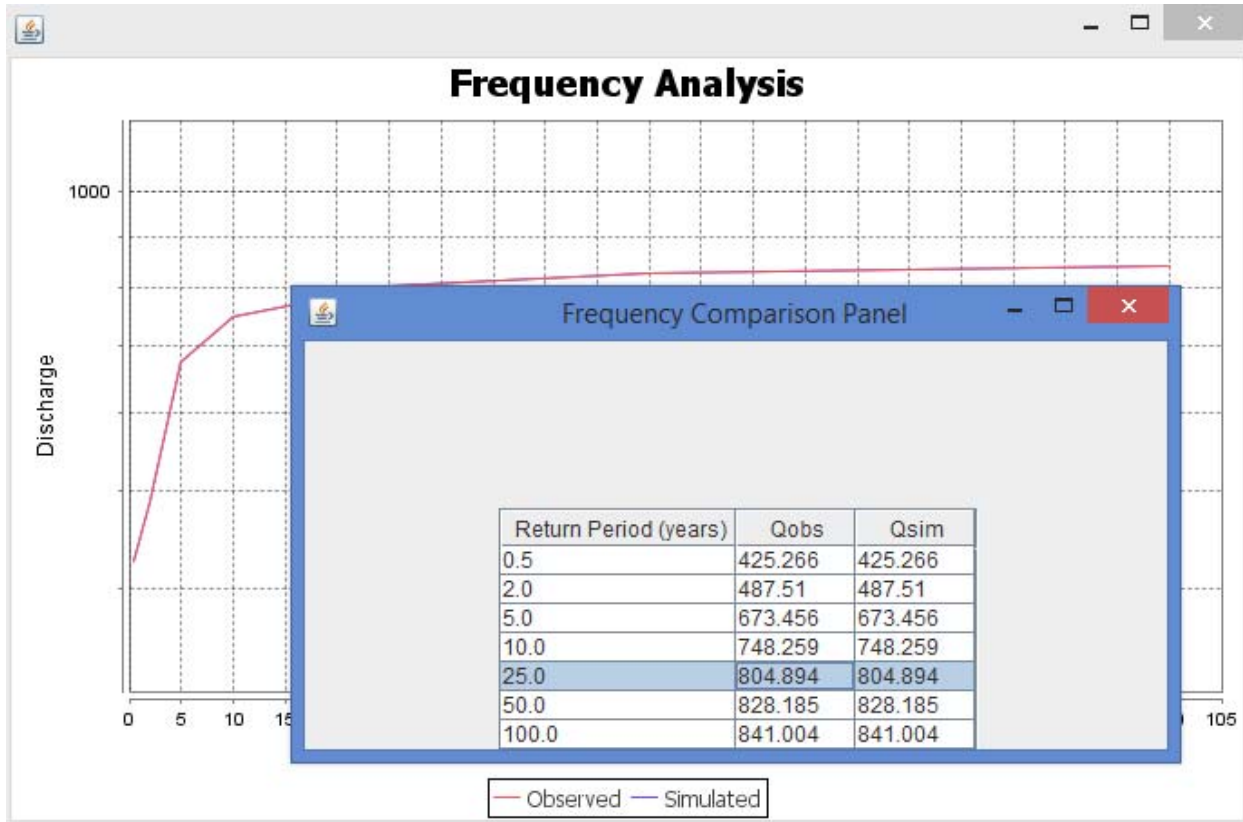 Frequency Analysis
1000
Discharge
Frequency Comparison Panel
Return Period (years) Qobs Qsim
0.5 425.266 425.266
2.0 487.51 487.51
5.0 673.456 673.456
10.0 748.259 748.259
25.0 804.894 804.894
50.0 828.185 828.185
100.0 841.004 841.004
0 5 10 15 105
Observed Simulated